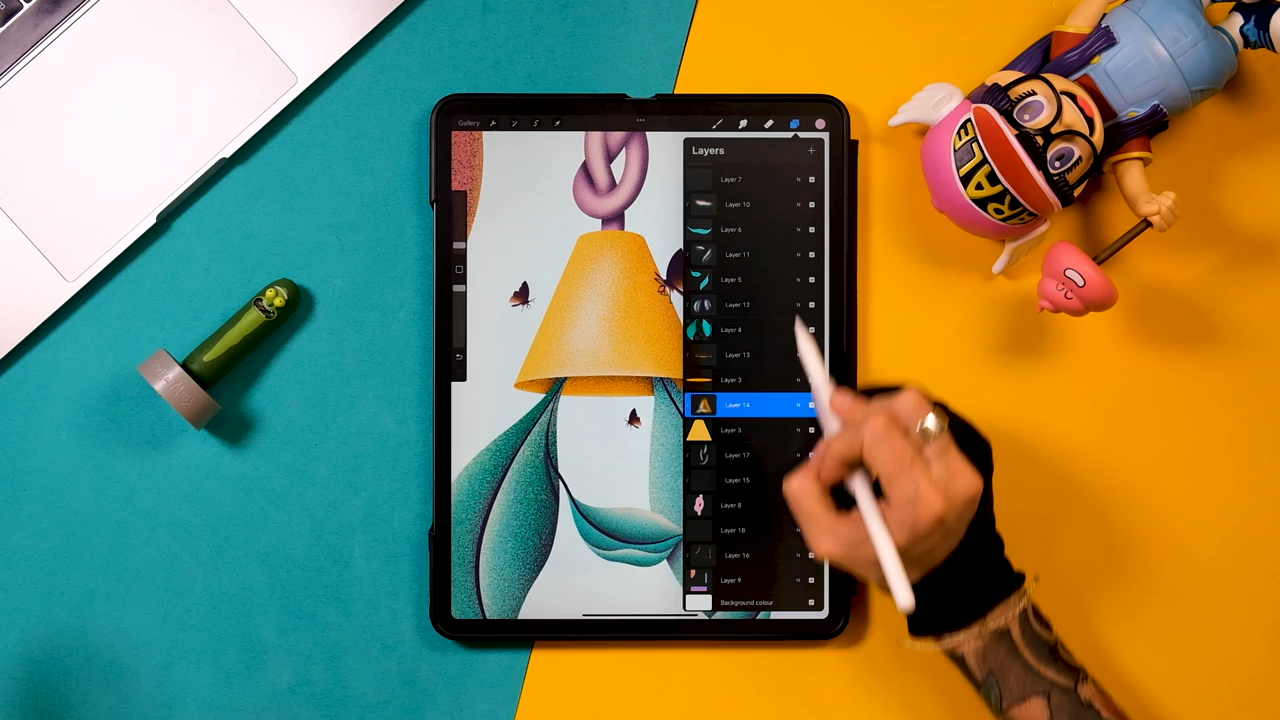 Gallery
Layers
Layer 7
N
Layer 10
N
Layer 6
N
Layer 11
N
Layer 5
N
Layer 12
N
Layer 4
Layer 13
Layer 3
N
Layer 14
N
Layer 3
N
Layer 17
Layer 15
Layer 8
Layer 18
N
Layer 16
N
Layer 9
N
Background colour
ARALE